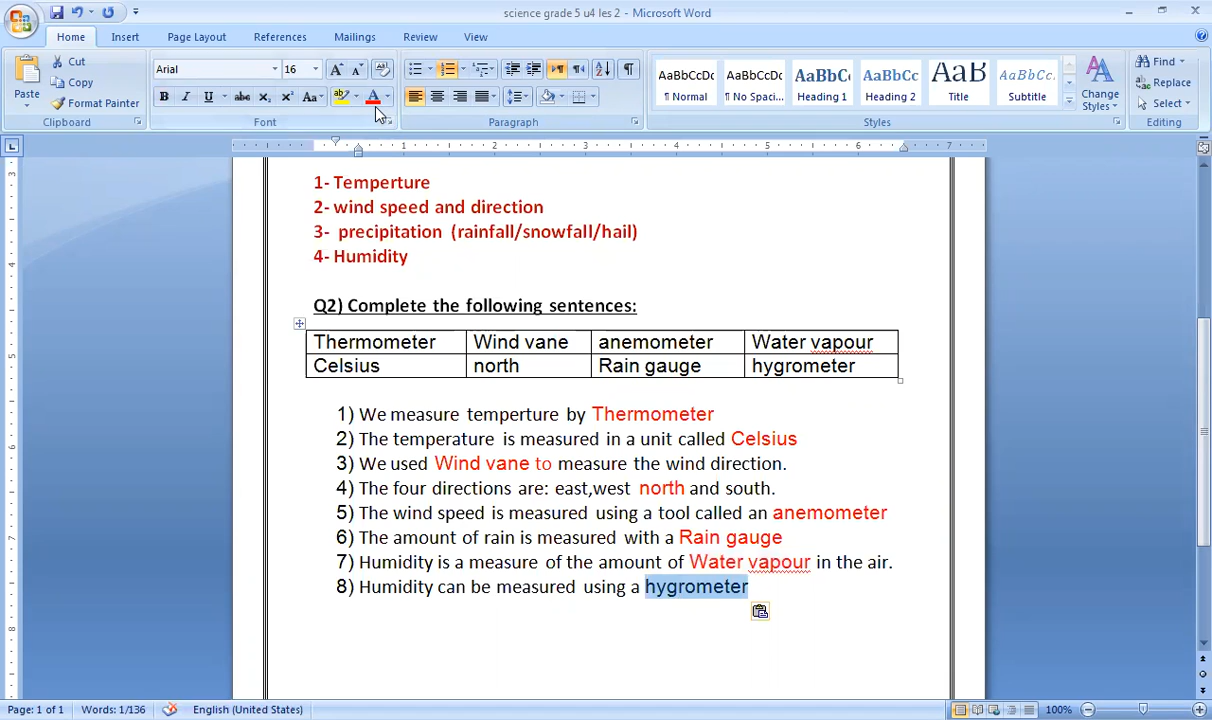 science grade 5 u4 les 2 - Microsoft Word
Home Insert Page Layout References Mailings Review View
Paste
Cut
Copy
Format Painter
Clipboard
Arial 16
Font
Paragraph
AaBbCcDc AaBbCcDc AaBbC AaBbCc AaB AaBbCcI
¶ Normal ¶ No Spaci... Heading 1 Heading 2 Title Subtitle
Change
Styles
Styles
Find
Replace
Select
Editing
1 2 3 4 5 6 7
1- Temperture
2- wind speed and direction
3- precipitation (rainfall/snowfall/hail)
4- Humidity
Q2) Complete the following sentences:
Thermometer Wind vane anemometer Water vapour
Celsius north Rain gauge hygrometer
1) We measure temperture by Thermometer
2) The temperature is measured in a unit called Celsius
3) We used Wind vane to measure the wind direction.
4) The four directions are: east,west north and south.
5) The wind speed is measured using a tool called an anemometer
6) The amount of rain is measured with a Rain gauge
7) Humidity is a measure of the amount of Water vapour in the air.
8) Humidity can be measured using a hygrometer
Page: 1 of 1 Words: 1/136 English (United States) 100%